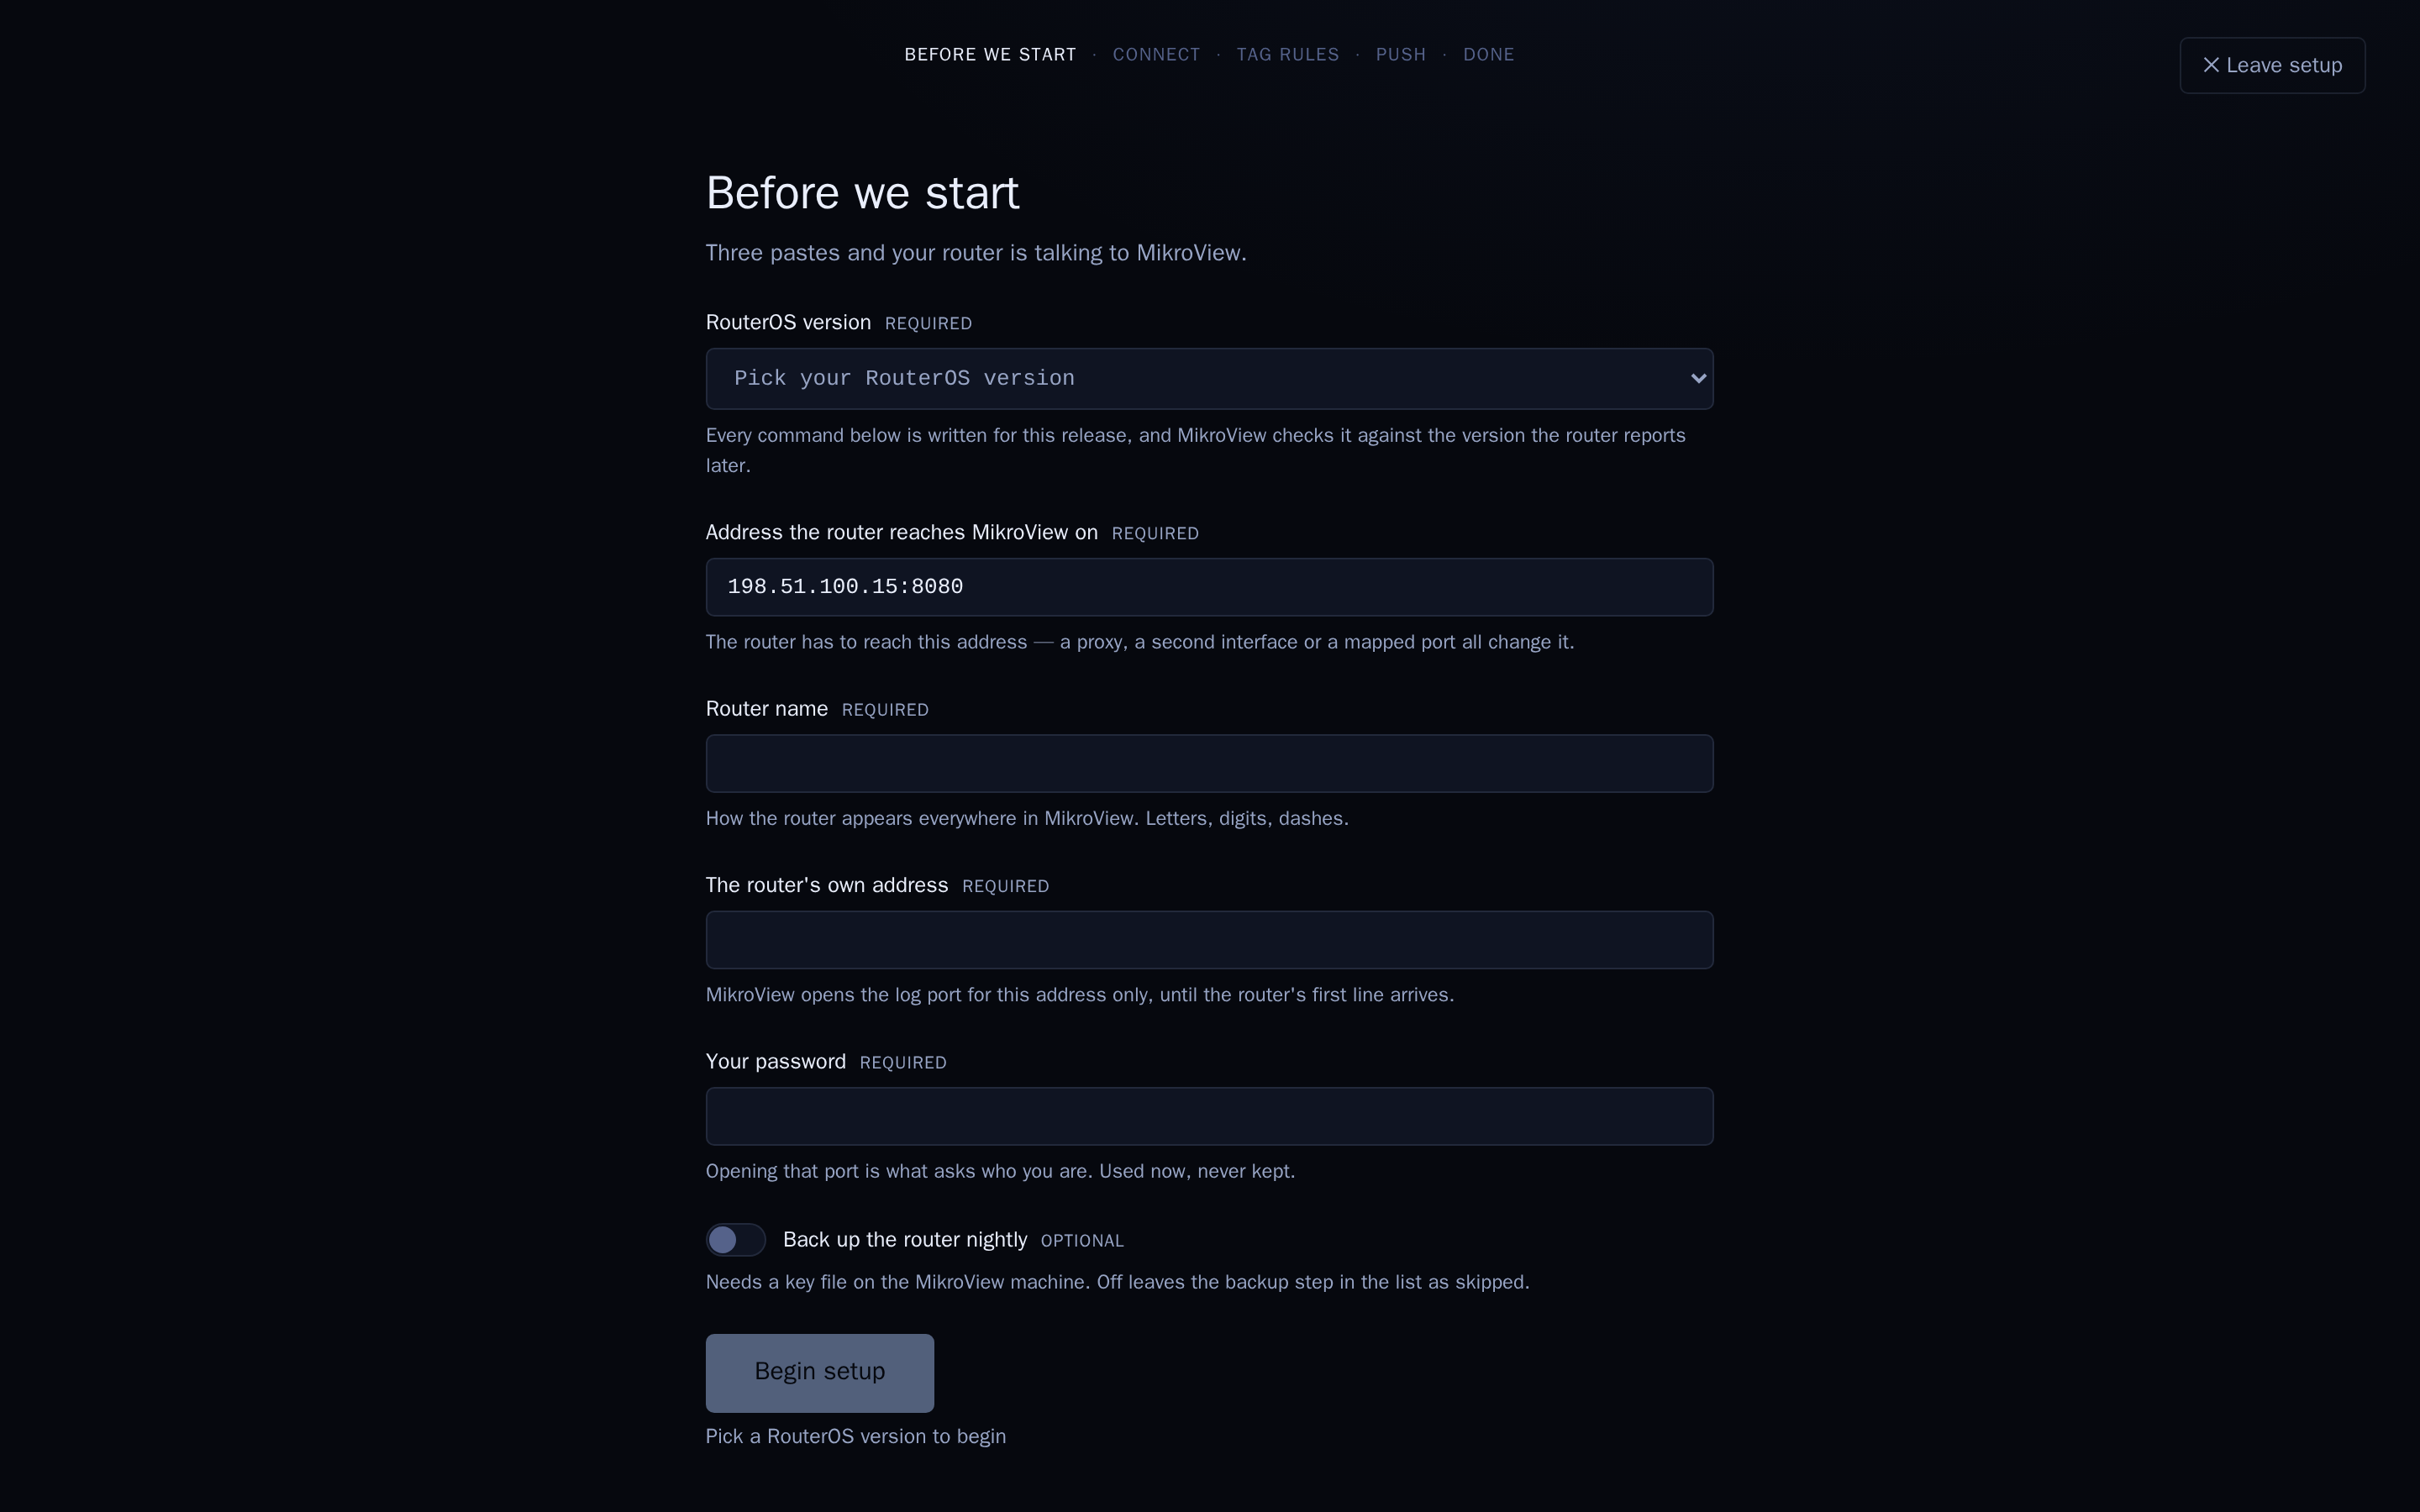 BEFORE WE START · CONNECT · TAG RULES · PUSH · DONE
Leave setup
Before we start
Three pastes and your router is talking to MikroView.
RouterOS version REQUIRED
Pick your RouterOS version
Every command below is written for this release, and MikroView checks it against the version the router reports
later.
Address the router reaches MikroView on REQUIRED
198.51.100.15:8080
The router has to reach this address — a proxy, a second interface or a mapped port all change it.
Router name REQUIRED
How the router appears everywhere in MikroView. Letters, digits, dashes.
The router's own address REQUIRED
MikroView opens the log port for this address only, until the router's first line arrives.
Your password REQUIRED
Opening that port is what asks who you are. Used now, never kept.
Back up the router nightly OPTIONAL
Needs a key file on the MikroView machine. Off leaves the backup step in the list as skipped.
Begin setup
Pick a RouterOS version to begin